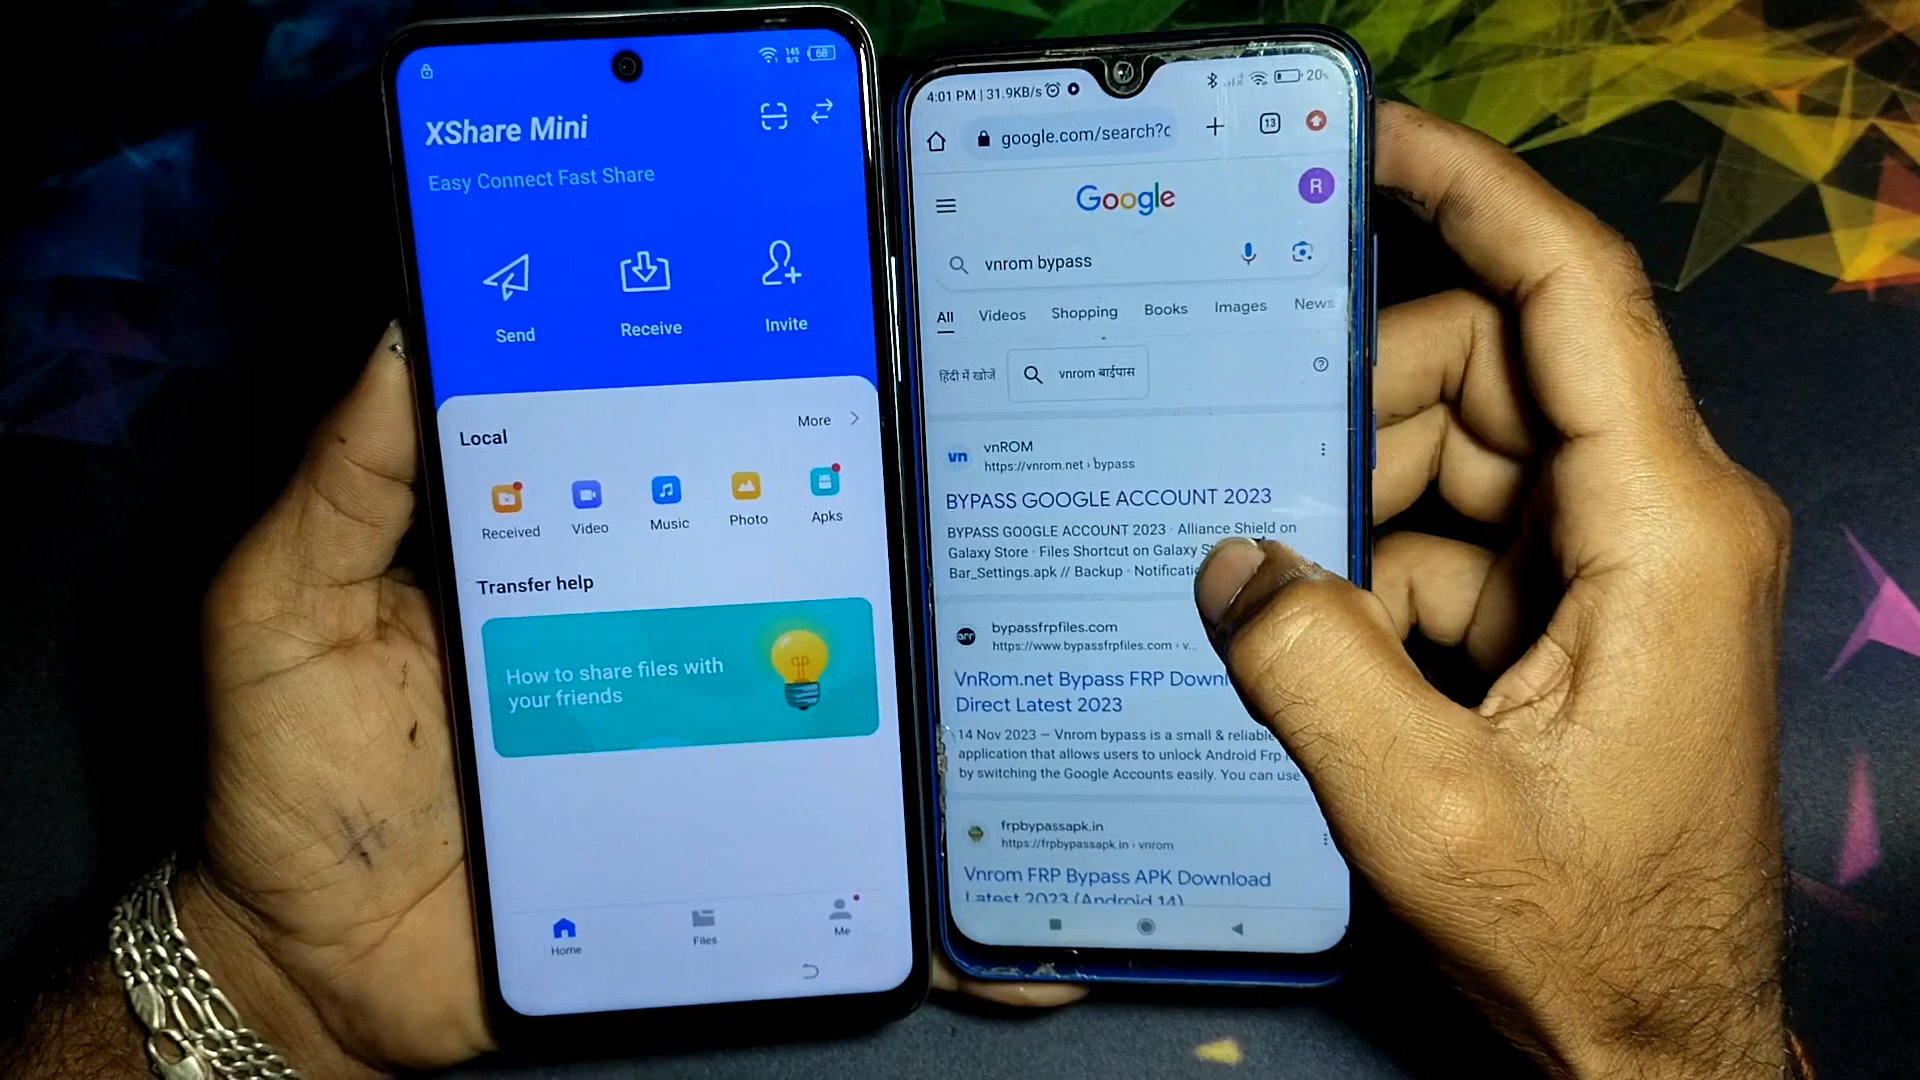 145
B/S
68
XShare Mini
Easy Connect Fast Share
Send
Receive
Invite
Local
More
Received
Video
Music
Photo
Apks
Transfer help
How to share files with
your friends
Home
Files
Me
4:01 PM | 31.9KB/s
20
google.com/search?
13
Google
R
vnrom bypass
All
Videos
Shopping
Books
Images
News
हिंदी में खोजें
vnrom बाईपास
vn
vnROM
https://vnrom.net › bypass
BYPASS GOOGLE ACCOUNT 2023
BYPASS GOOGLE ACCOUNT 2023 · Alliance Shield on
Galaxy Store · Files Shortcut on Galaxy
Bar_Settings.apk // Backup ·
bypassfrpfiles.com
https://www.bypassfrpfiles.com › v...
VnRom.net Bypass FRP
Direct Latest 2023
14 Nov 2023 — Vnrom bypass is a small & reliable
application that allows users to unlock Android Frp
by switching the Google Accounts easily. You can use
frpbypassapk.in
https://frpbypassapk.in › vnrom
Vnrom FRP Bypass APK Download
Latest 2023 (Android 14)